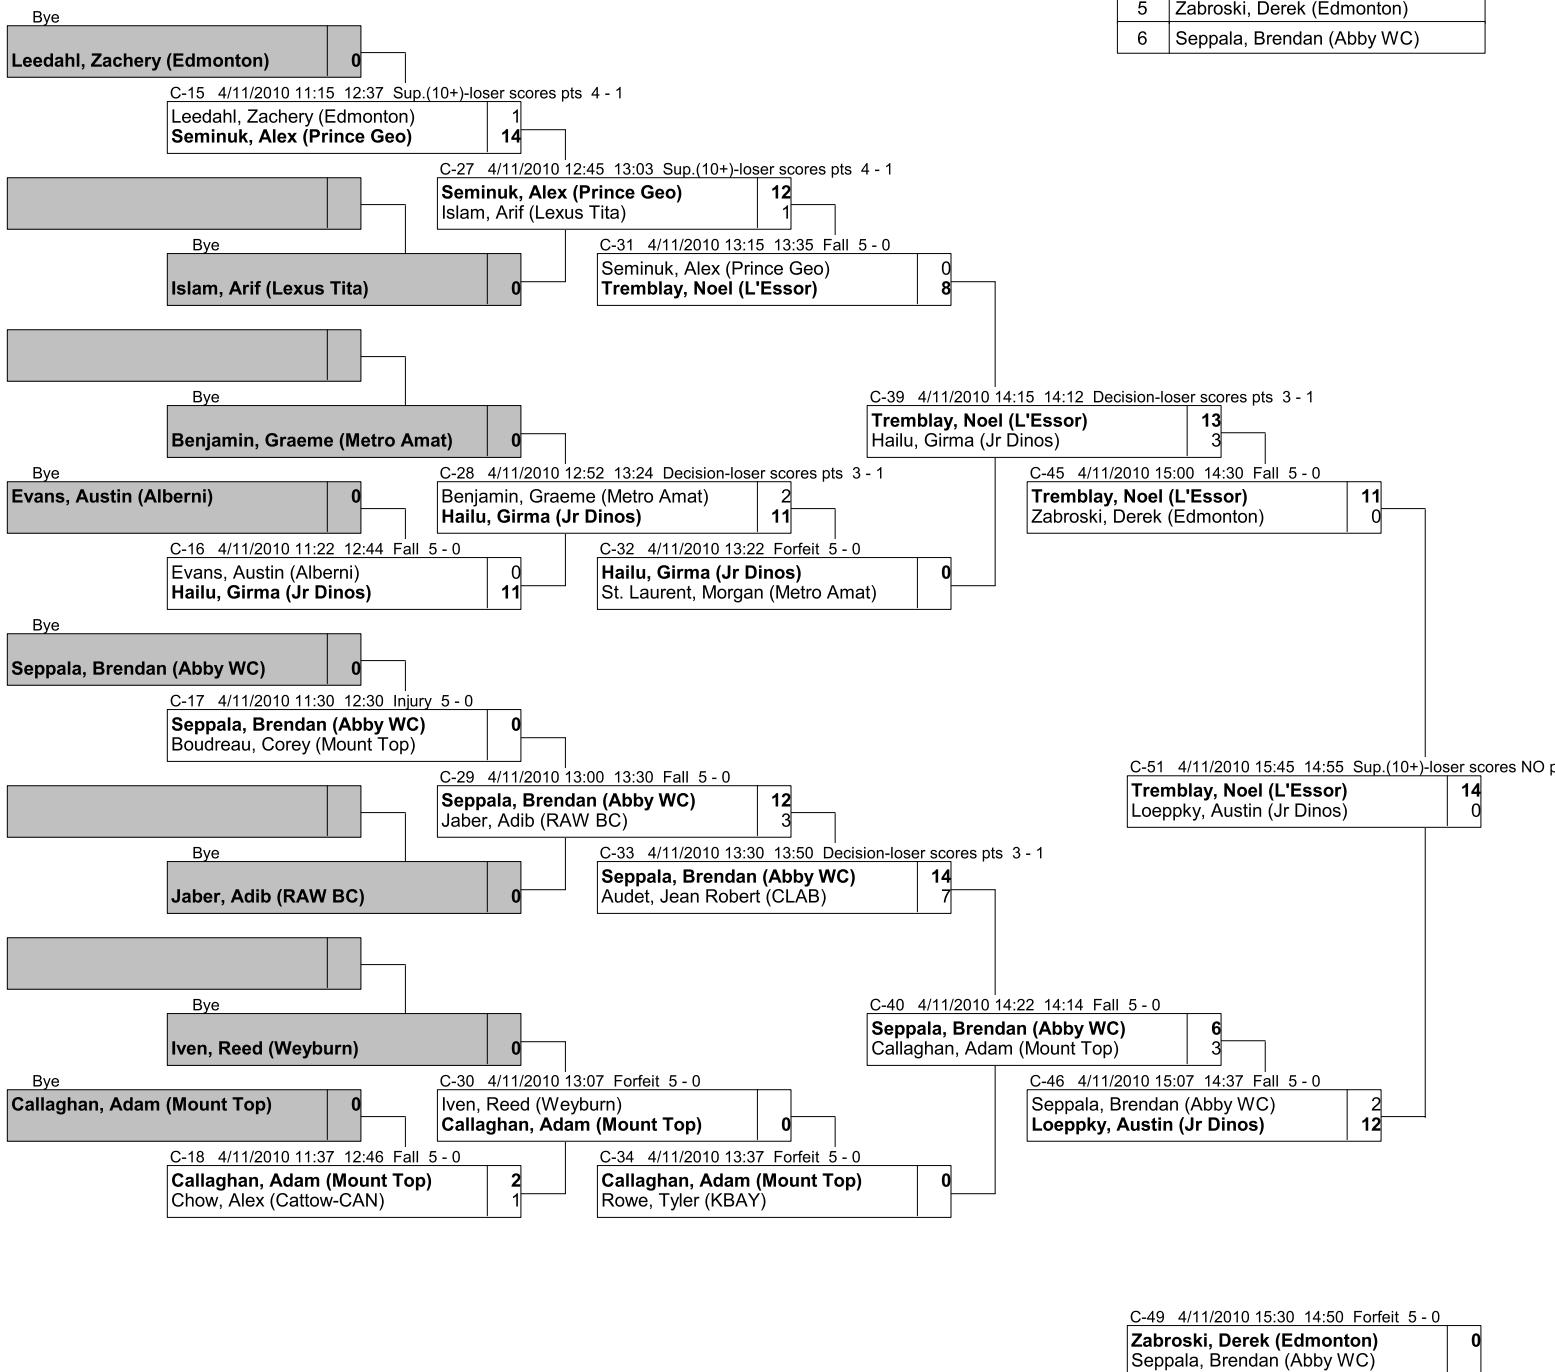 Bye
5 Zabroski, Derek (Edmonton)
6 Seppala, Brendan (Abby WC)
Leedahl, Zachery (Edmonton) 0
C-15 4/11/2010 11:15 12:37 Sup.(10+)-loser scores pts 4 - 1
Leedahl, Zachery (Edmonton) 1
Seminuk, Alex (Prince Geo) 14
C-27 4/11/2010 12:45 13:03 Sup.(10+)-loser scores pts 4 - 1
Seminuk, Alex (Prince Geo) 12
Islam, Arif (Lexus Tita) 1
Bye
Islam, Arif (Lexus Tita) 0
C-31 4/11/2010 13:15 13:35 Fall 5 - 0
Seminuk, Alex (Prince Geo) 0
Tremblay, Noel (L'Essor) 8
Bye
Benjamin, Graeme (Metro Amat) 0
C-39 4/11/2010 14:15 14:12 Decision-loser scores pts 3 - 1
Tremblay, Noel (L'Essor) 13
Hailu, Girma (Jr Dinos) 3
Bye
Evans, Austin (Alberni) 0
C-28 4/11/2010 12:52 13:24 Decision-loser scores pts 3 - 1
Benjamin, Graeme (Metro Amat) 2
Hailu, Girma (Jr Dinos) 11
C-45 4/11/2010 15:00 14:30 Fall 5 - 0
Tremblay, Noel (L'Essor) 11
Zabroski, Derek (Edmonton) 0
C-16 4/11/2010 11:22 12:44 Fall 5 - 0
Evans, Austin (Alberni) 0
Hailu, Girma (Jr Dinos) 11
C-32 4/11/2010 13:22 Forfeit 5 - 0
Hailu, Girma (Jr Dinos) 0
St. Laurent, Morgan (Metro Amat)
Bye
Seppala, Brendan (Abby WC) 0
C-17 4/11/2010 11:30 12:30 Injury 5 - 0
Seppala, Brendan (Abby WC) 0
Boudreau, Corey (Mount Top)
C-29 4/11/2010 13:00 13:30 Fall 5 - 0
Seppala, Brendan (Abby WC) 12
Jaber, Adib (RAW BC) 3
C-51 4/11/2010 15:45 14:55 Sup.(10+)-loser scores NO
Tremblay, Noel (L'Essor) 14
Loeppky, Austin (Jr Dinos) 0
Bye
Jaber, Adib (RAW BC) 0
C-33 4/11/2010 13:30 13:50 Decision-loser scores pts 3 - 1
Seppala, Brendan (Abby WC) 14
Audet, Jean Robert (CLAB) 7
Bye
Iven, Reed (Weyburn) 0
C-40 4/11/2010 14:22 14:14 Fall 5 - 0
Seppala, Brendan (Abby WC) 6
Callaghan, Adam (Mount Top) 3
Bye
Callaghan, Adam (Mount Top) 0
C-30 4/11/2010 13:07 Forfeit 5 - 0
Iven, Reed (Weyburn)
Callaghan, Adam (Mount Top) 0
C-46 4/11/2010 15:07 14:37 Fall 5 - 0
Seppala, Brendan (Abby WC) 2
Loeppky, Austin (Jr Dinos) 12
C-18 4/11/2010 11:37 12:46 Fall 5 - 0
Callaghan, Adam (Mount Top) 2
Chow, Alex (Cattow-CAN) 1
C-34 4/11/2010 13:37 Forfeit 5 - 0
Callaghan, Adam (Mount Top) 0
Rowe, Tyler (KBAY)
C-49 4/11/2010 15:30 14:50 Forfeit 5 - 0
Zabroski, Derek (Edmonton) 0
Seppala, Brendan (Abby WC)